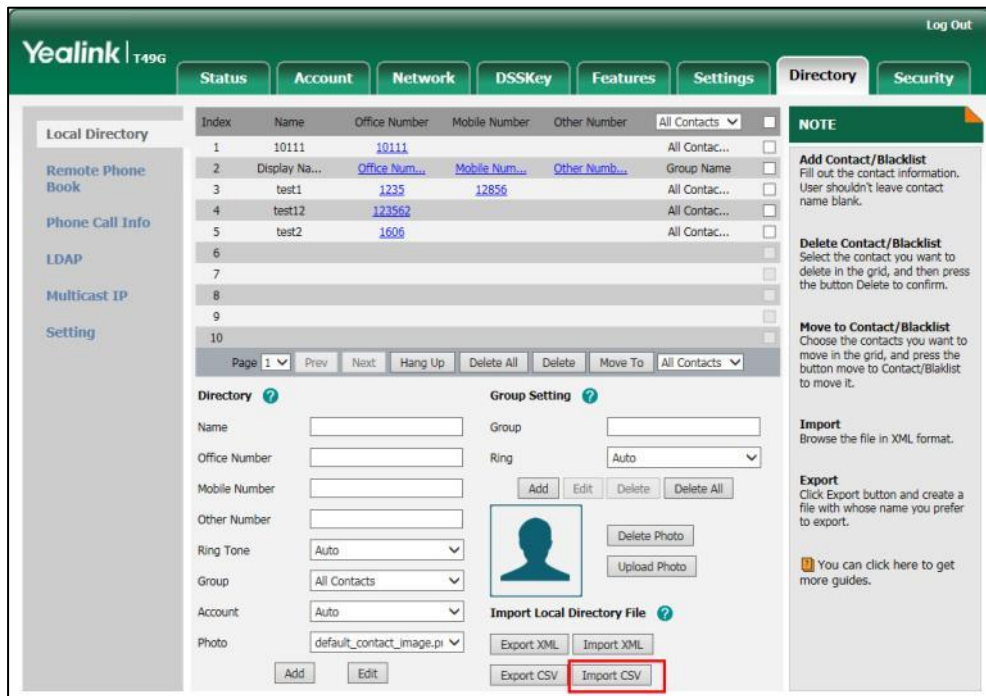 Log Out
Yealink | T49G
Status Account Network DSSKey Features Settings Directory Security
Local Directory
Remote Phone
Book
Phone Call Info
LDAP
Multicast IP
Setting
Index Name Office Number Mobile Number Other Number All Contacts
1 10111 10111 All Contac...
2 Display Na... Office Num... Mobile Num... Other Numb... Group Name
3 test1 1235 12856 All Contac...
4 test12 123562 All Contac...
5 test2 1606 All Contac...
6
7
8
9
10
Page 1 Prev Next Hang Up Delete All Delete Move To All Contacts
Directory ?
Name
Office Number
Mobile Number
Other Number
Ring Tone Auto
Group All Contacts
Account Auto
Photo default_contact_image.p
Add Edit
Group Setting ?
Group
Ring Auto
Add Edit Delete Delete All
Delete Photo
Upload Photo
Import Local Directory File ?
Export XML Import XML
Export CSV Import CSV
NOTE
Add Contact/Blacklist
Fill out the contact information.
User shouldn't leave contact
name blank.
Delete Contact/Blacklist
Select the contact you want to
delete in the grid, and then press
the button Delete to confirm.
Move to Contact/Blacklist
Choose the contacts you want to
move in the grid, and press the
button move to Contact/Blaklist
to move it.
Import
Browse the file in XML format.
Export
Click Export button and create a
file with whose name you prefer
to export.
? You can click here to get
more guides.